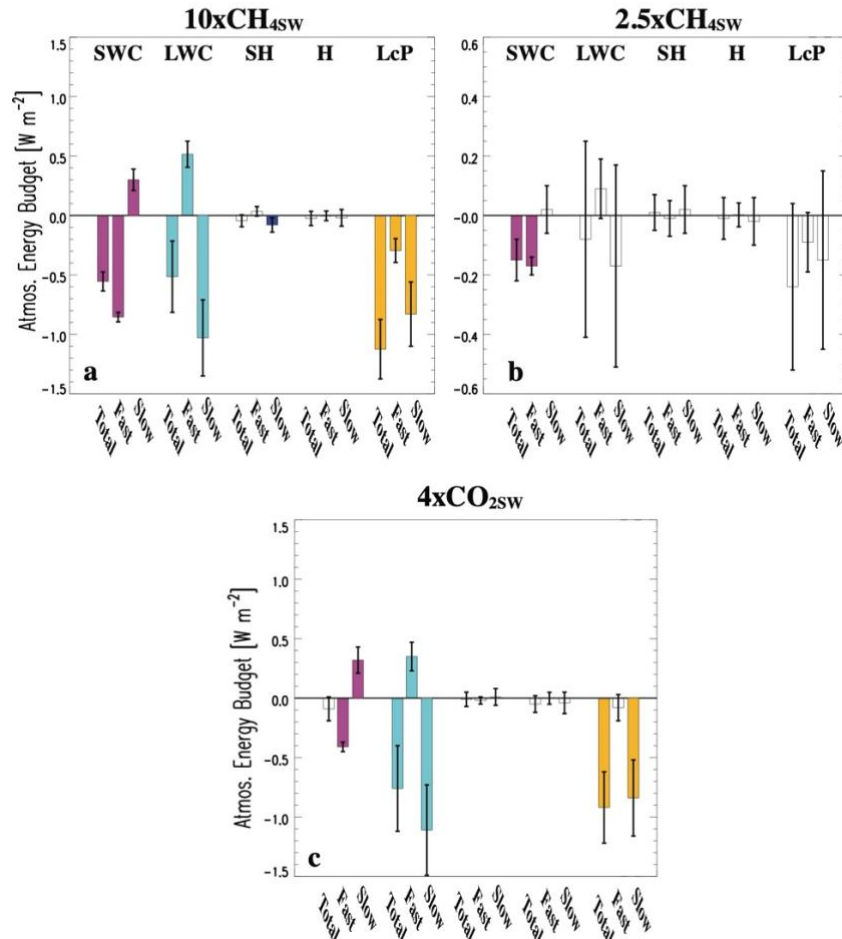 10xCH4SW
SWC LWC SH H LcP
Atmos. Energy Budget [W m-2]
1.5
1.0
0.5
0.0
-0.5
-1.0
-1.5
a
Total Fast Slow Total Fast Slow Total Fast Slow Total Fast Slow Total Fast Slow
2.5xCH4SW
SWC LWC SH H LcP
0.6
0.4
0.2
-0.0
-0.2
-0.4
-0.6
b
Total Fast Slow Total Fast Slow Total Fast Slow Total Fast Slow Total Fast Slow
4xCO2SW
Atmos. Energy Budget [W m-2]
1.5
1.0
0.5
0.0
-0.5
-1.0
-1.5
c
Total Fast Slow Total Fast Slow Total Fast Slow Total Fast Slow Total Fast Slow